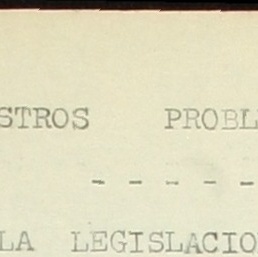 STROS PROBL
- - - - -
LA LEGISLACIO